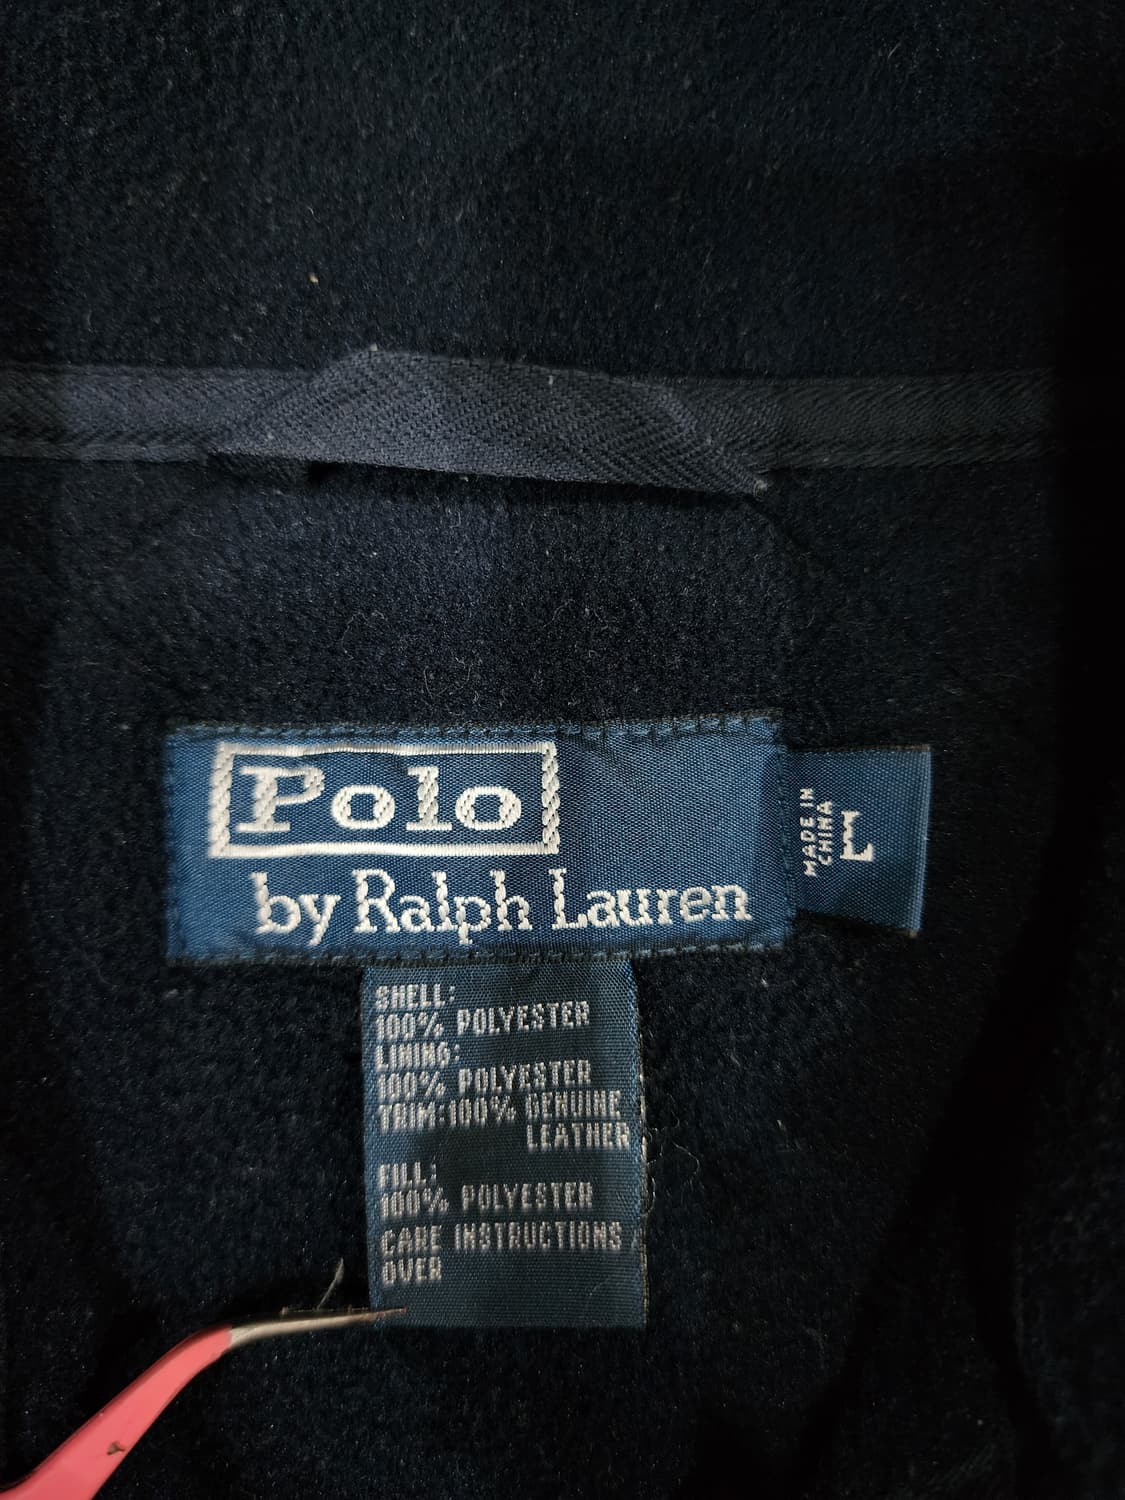 Polo
by Ralph Lauren
MADE IN
CHINA
L
SHELL:
100% POLYESTER
LINING:
100% POLYESTER
TRIM:100% GENUINE
LEATHER
FILL:
100% POLYESTER
CARE INSTRUCTIONS
OVER